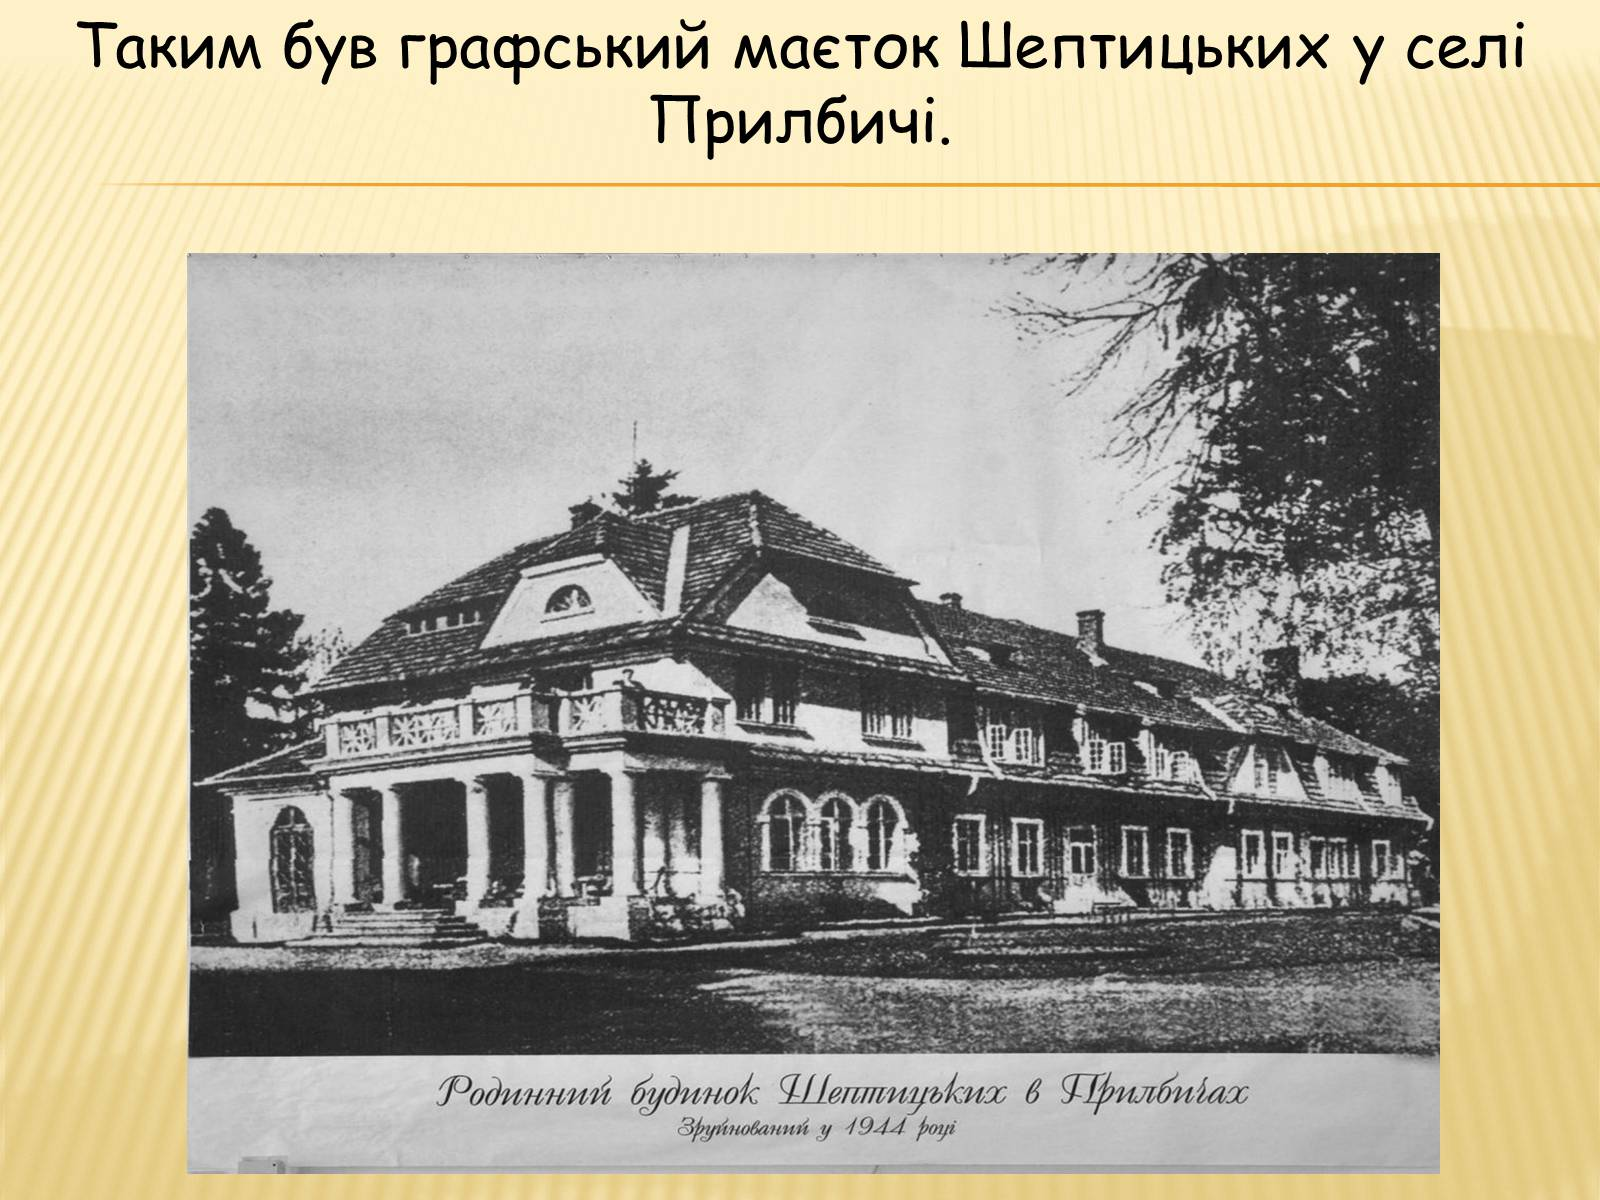 Таким був графський маєток Шептицьких у селі
Прилбичі.
Родинний будинок Шептицьких в Прилбичах
Зруйнований у 1944 році